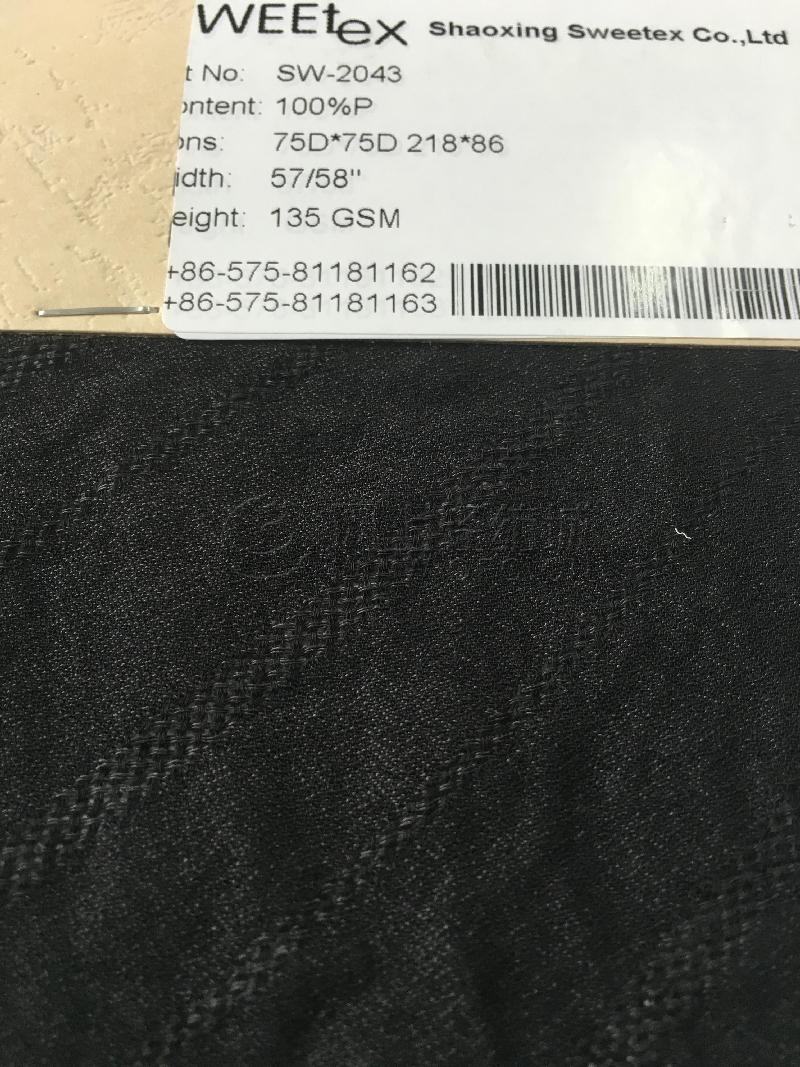 WEEtex Shaoxing Sweetex Co.,Ltd
t No: SW-2043
ontent: 100%P
ons: 75D*75D 218*86
idth: 57/58"
eight: 135 GSM
+86-575-81181162
+86-575-81181163